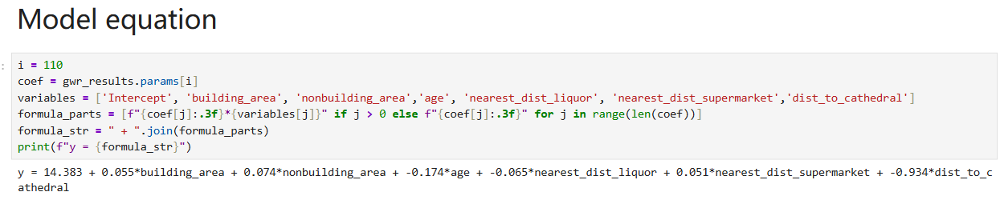 Model equation
:
i = 110
coef = gwr_results.params[i]
variables = ['Intercept', 'building_area', 'nonbuilding_area','age', 'nearest_dist_liquor', 'nearest_dist_supermarket','dist_to_cathedral']
formula_parts = [f"{coef[j]:.3f}*{variables[j]}" if j > 0 else f"{coef[j]:.3f}" for j in range(len(coef))]
formula_str = " + ".join(formula_parts)
print(f"y = {formula_str}")
y = 14.383 + 0.055*building_area + 0.074*nonbuilding_area + -0.174*age + -0.065*nearest_dist_liquor + 0.051*nearest_dist_supermarket + -0.934*dist_to_c
athedral